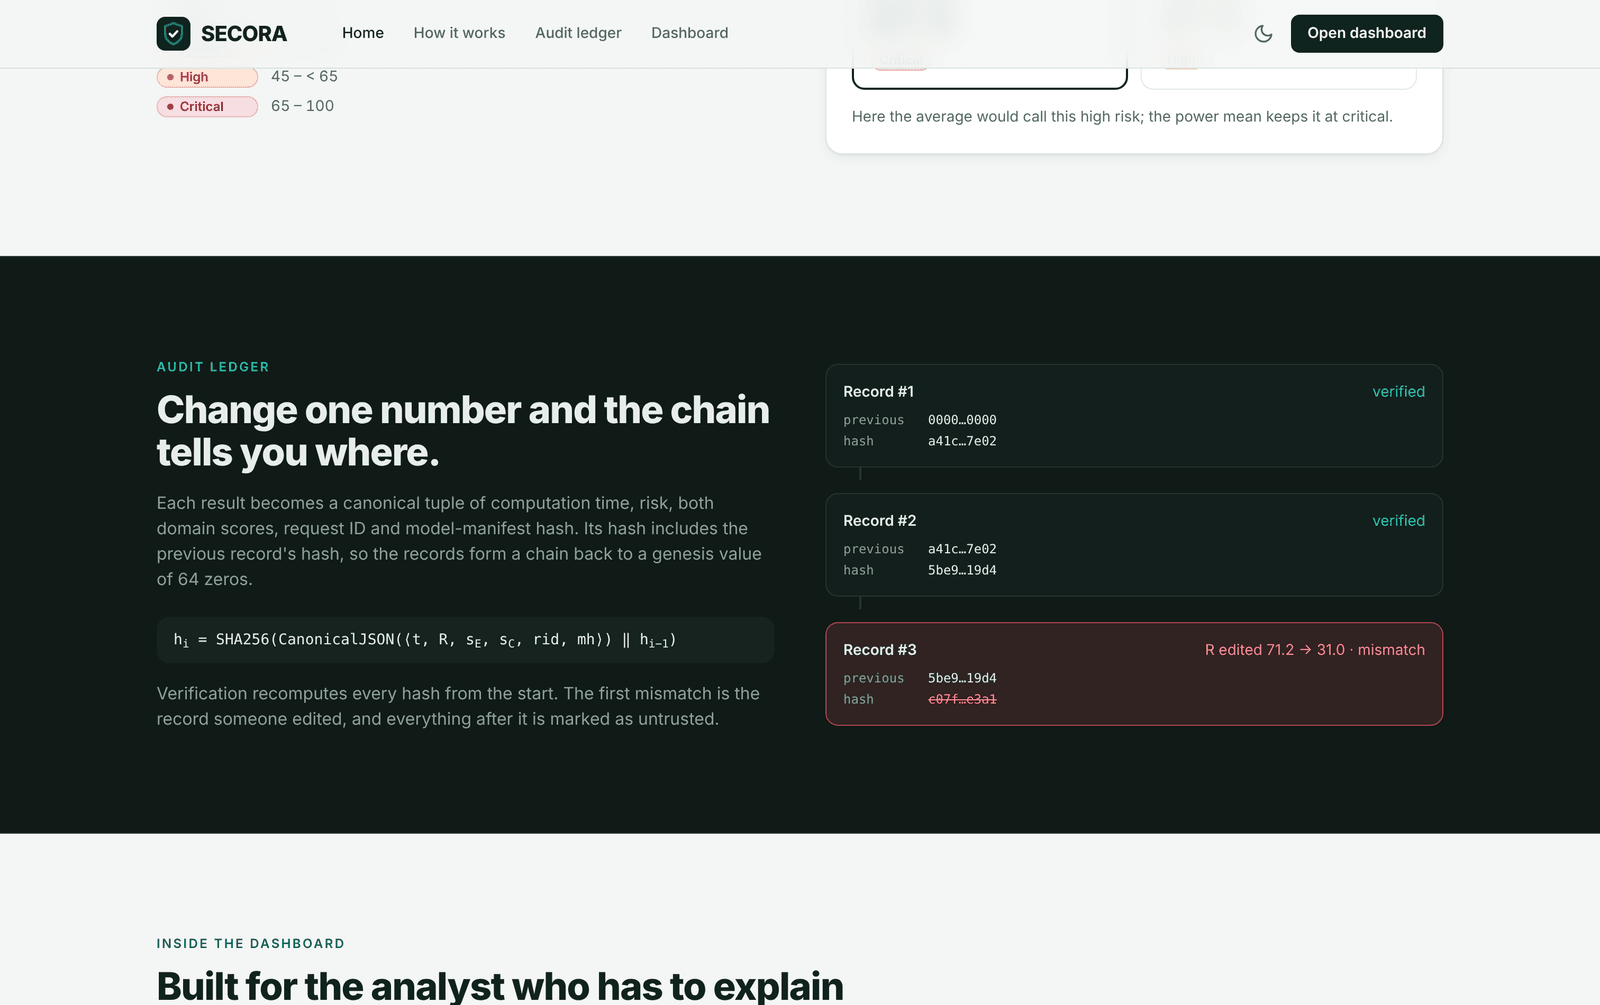 SECORA
Home
How it works
Audit ledger
Dashboard
Open dashboard
High 45 – < 65
Critical 65 – 100
Here the average would call this high risk; the power mean keeps it at critical.
AUDIT LEDGER
Change one number and the chain
tells you where.
Each result becomes a canonical tuple of computation time, risk, both
domain scores, request ID and model-manifest hash. Its hash includes the
previous record's hash, so the records form a chain back to a genesis value
of 64 zeros.
hᵢ = SHA256(CanonicalJSON(⟨t, R, s_E, s_C, rid, mh⟩) ‖ hᵢ₋₁)
Verification recomputes every hash from the start. The first mismatch is the
record someone edited, and everything after it is marked as untrusted.
Record #1 verified
previous 0000…0000
hash a41c…7e02
Record #2 verified
previous a41c…7e02
hash 5be9…19d4
Record #3 R edited 71.2 → 31.0 · mismatch
previous 5be9…19d4
hash c07f…e3a1
INSIDE THE DASHBOARD
Built for the analyst who has to explain